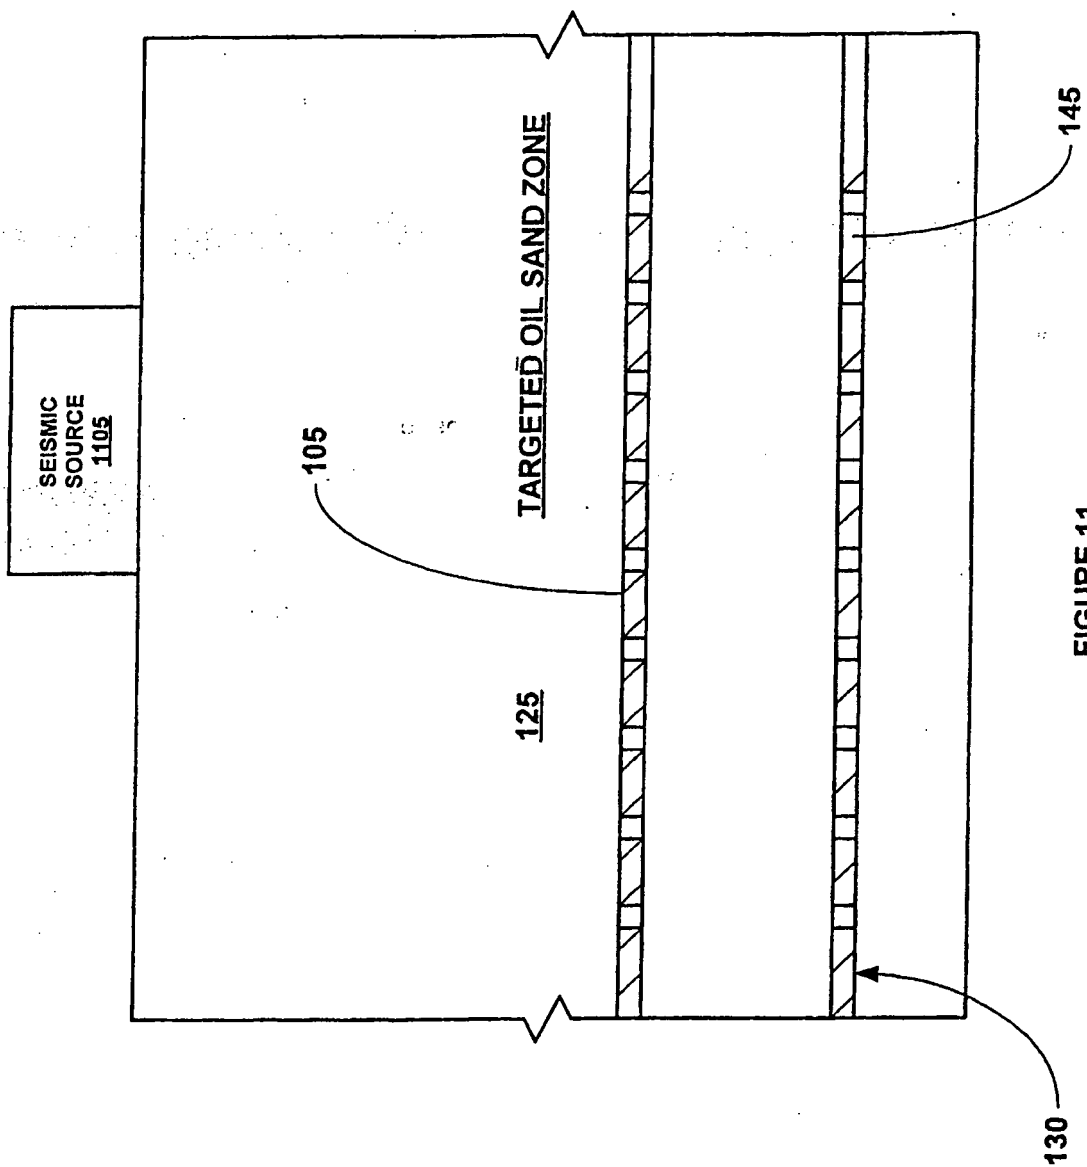 SEISMIC
SOURCE
1105
105
TARGETED OIL SAND ZONE
125
145
130
FIGURE 11